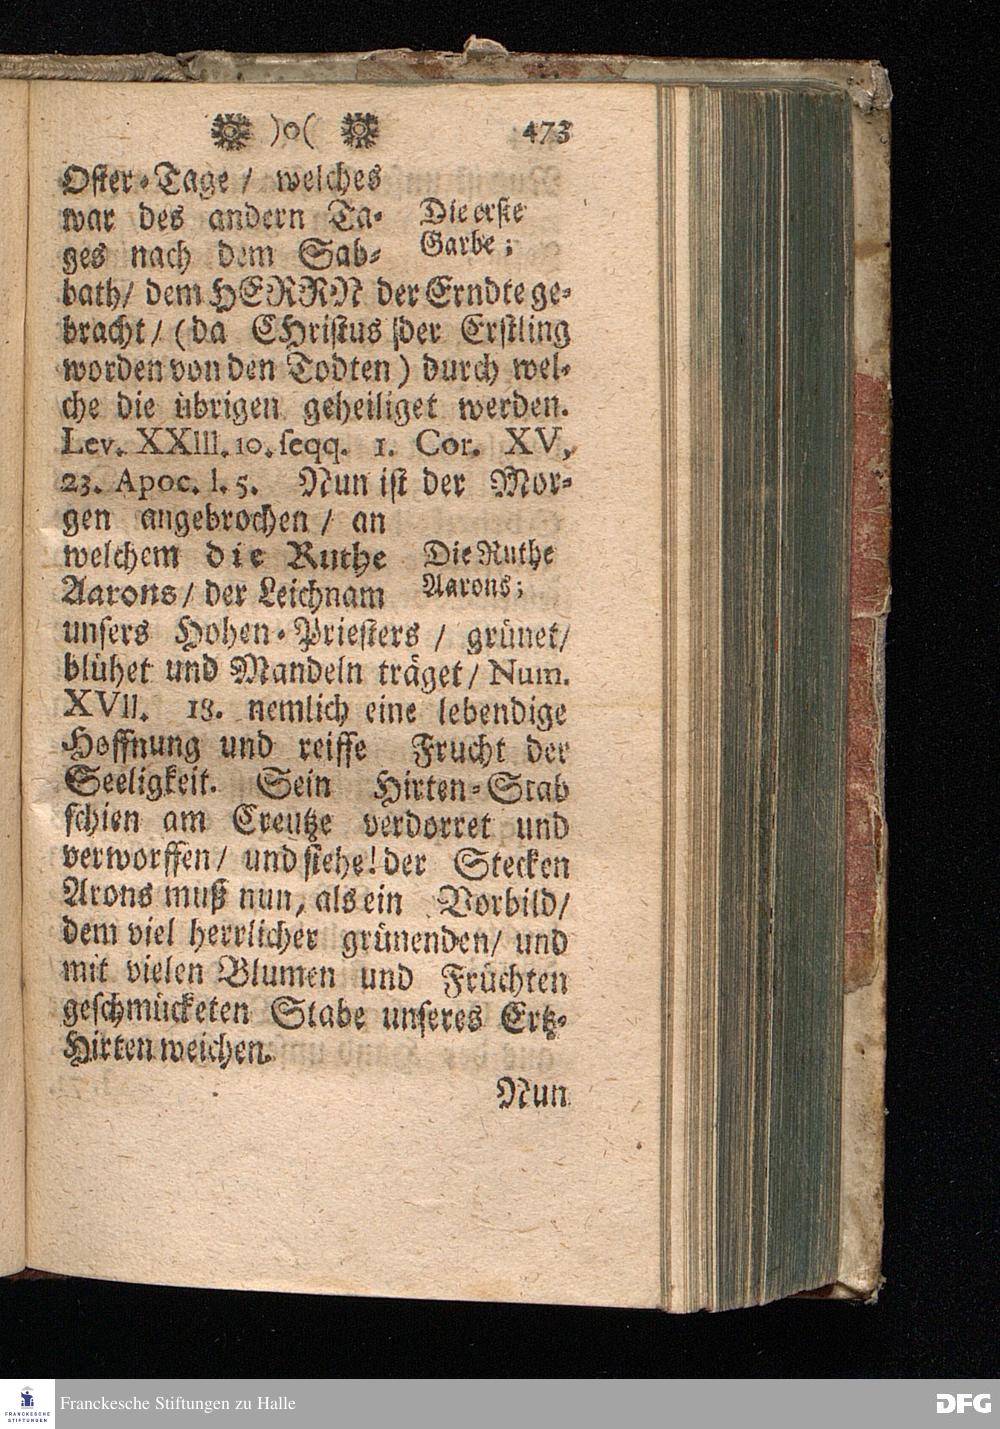 )o( 473
Oster-Tage / welches
war des andern Ta-
ges nach dem Sab-
Die erste
Garbe;
bath/ dem HERRN der Erndte ge-
bracht/ (da CHristus der Erstling
worden von den Todten) durch wel-
che die übrigen geheiliget werden.
Lev. XXIII. 10. seqq. 1. Cor. XV,
23. Apoc. I. 5. Nun ist der Mor-
gen angebrochen / an
welchem die Ruthe
Aarons/ der Leichnam
Die Ruthe
Aarons;
unsers Hohen-Priesters / grünet/
blühet und Mandeln träget/ Num.
XVII. 18. nemlich eine lebendige
Hoffnung und reiffe Frucht der
Seeligkeit. Sein Hirten-Stab
schien am Creutze verdorret und
verworffen/ und siehe! der Stecken
Arons muß nun, als ein Vorbild/
dem viel herrlicher grünenden/ und
mit vielen Blumen und Früchten
geschmücketen Stabe unseres Ertz-
Hirten weichen.
Nun
FRANCKESCHE
STIFTUNGEN
Franckesche Stiftungen zu Halle
DFG